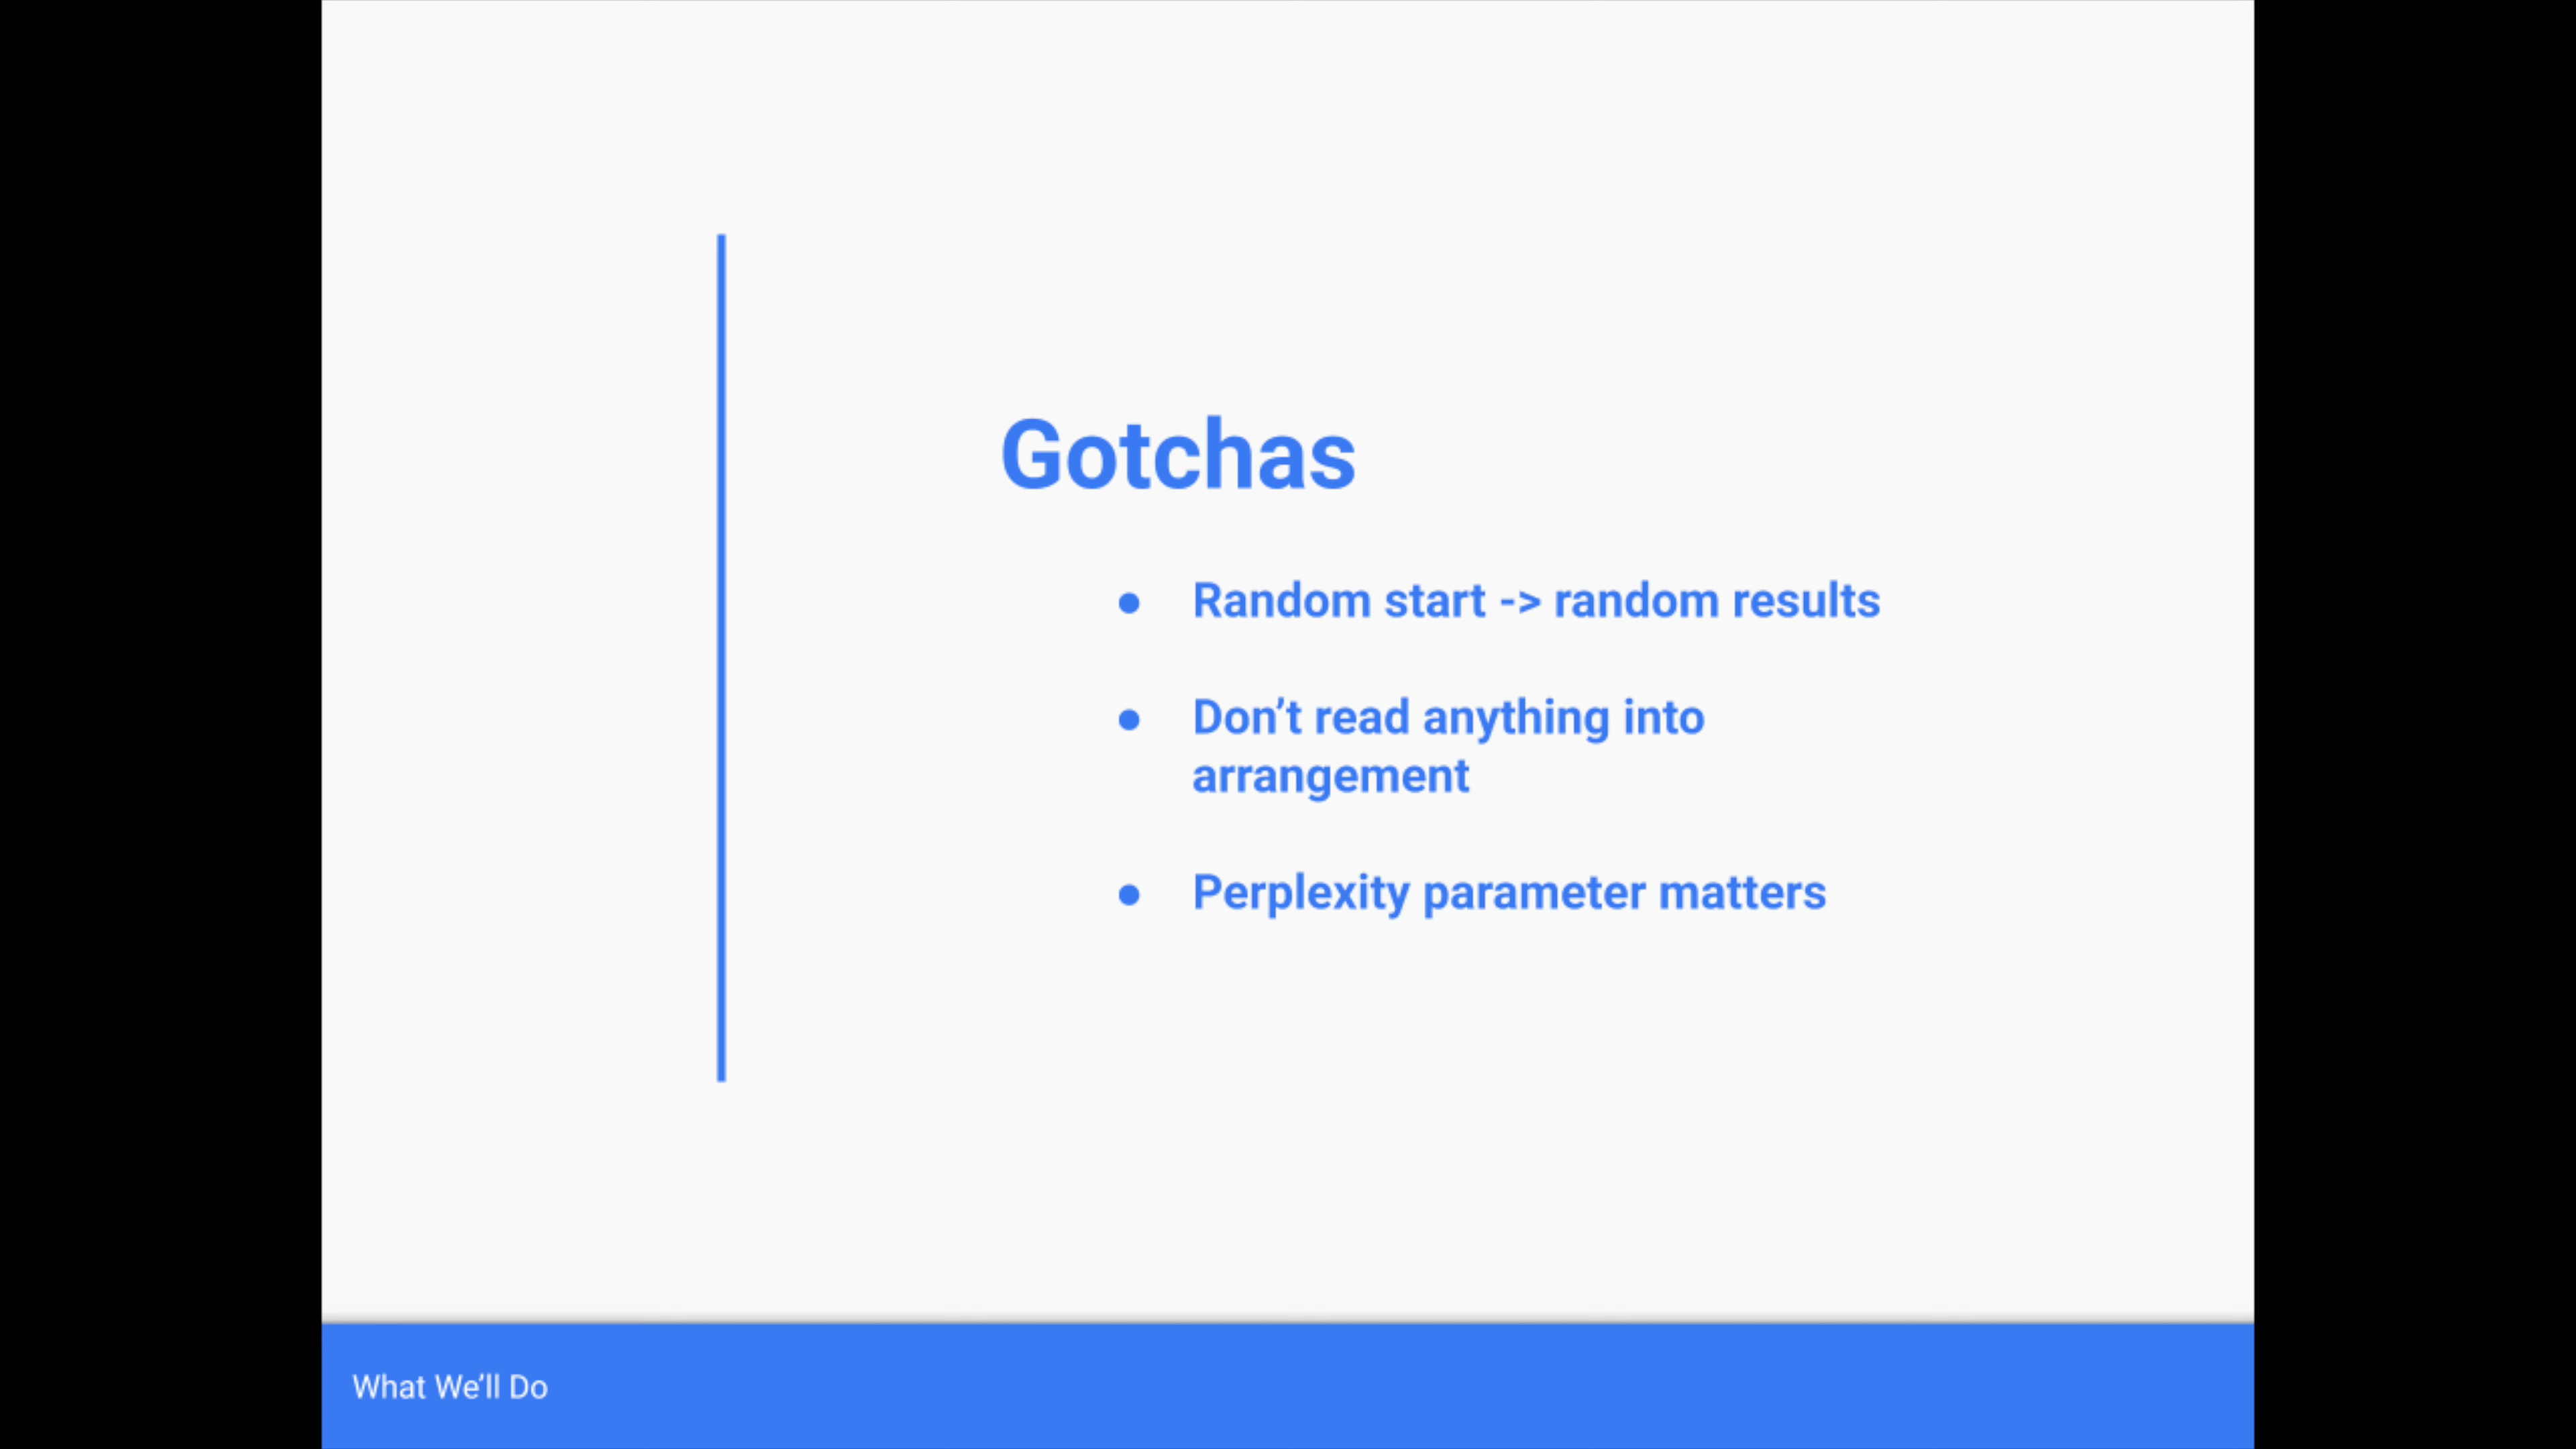 Gotchas
● Random start -> random results
● Don’t read anything into
arrangement
● Perplexity parameter matters
What We’ll Do